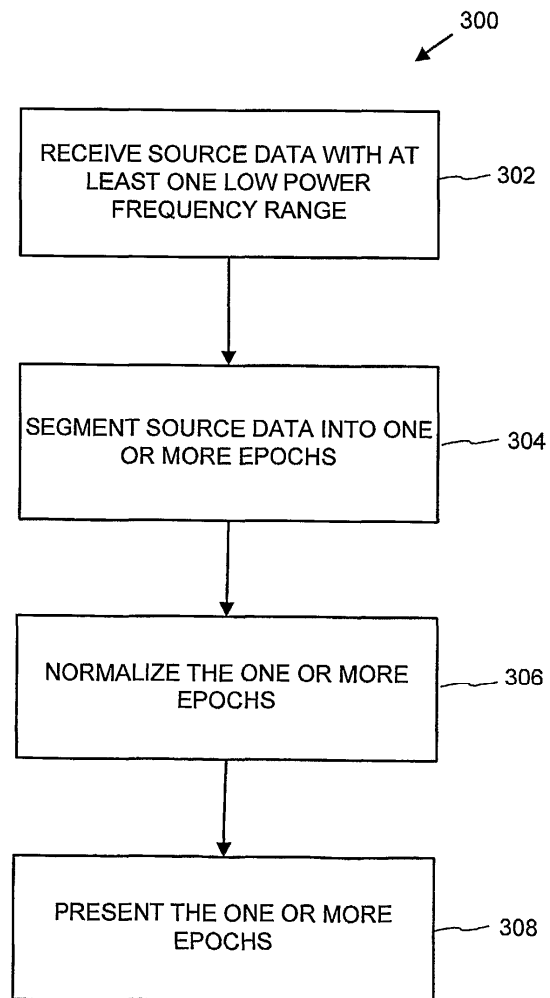 300
RECEIVE SOURCE DATA WITH AT
LEAST ONE LOW POWER
FREQUENCY RANGE
302
SEGMENT SOURCE DATA INTO ONE
OR MORE EPOCHS
304
NORMALIZE THE ONE OR MORE
EPOCHS
306
PRESENT THE ONE OR MORE
EPOCHS
308